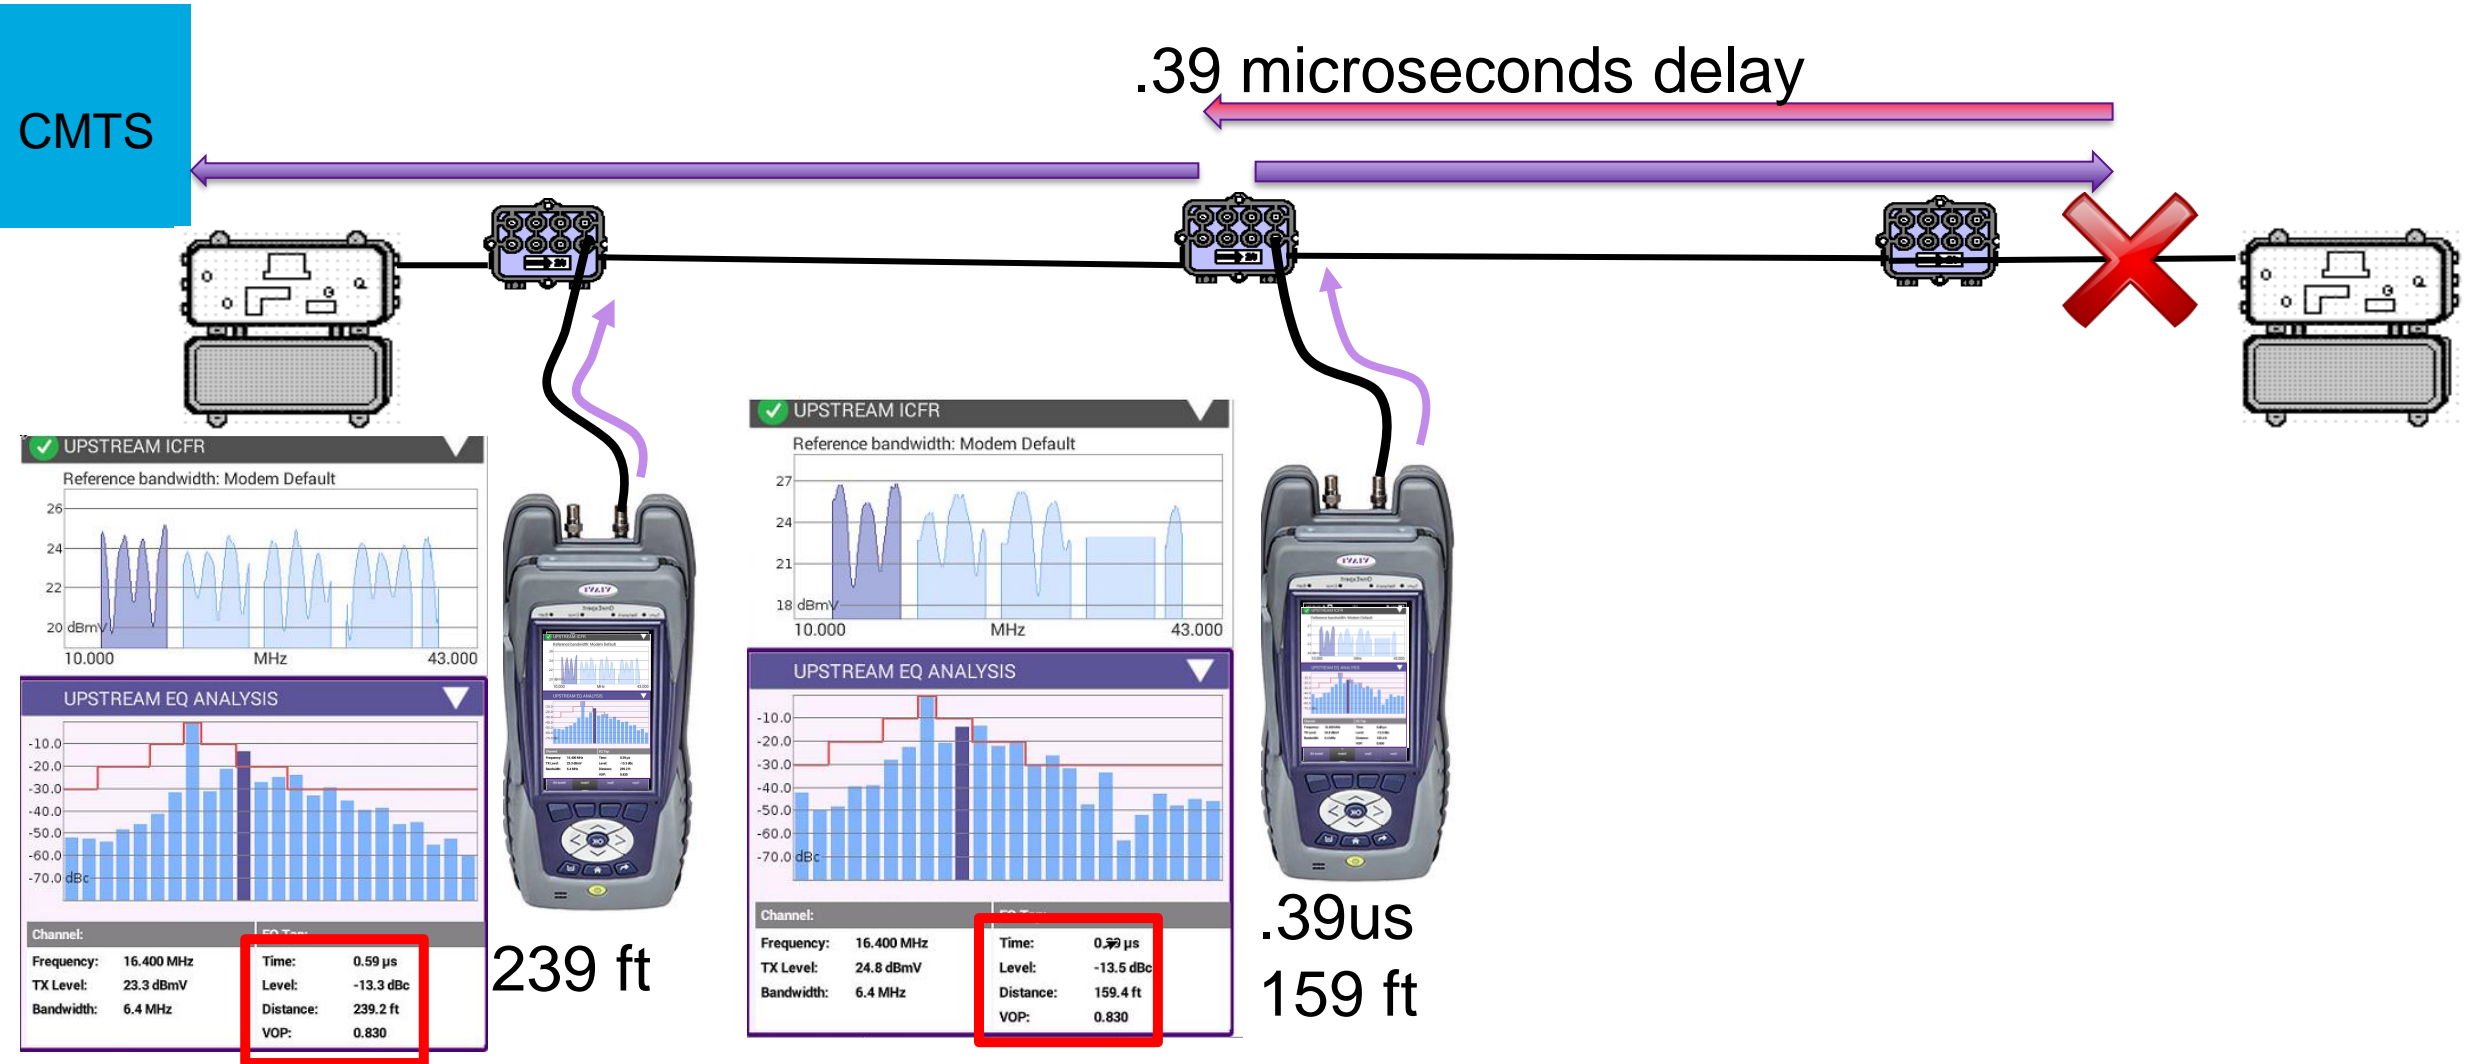 .39 microseconds delay
CMTS
UPSTREAM ICFR
Reference bandwidth: Modem Default
26
24
22
20 dBmV
10.000 MHz 43.000
UPSTREAM EQ ANALYSIS
-10.0
-20.0
-30.0
-40.0
-50.0
-60.0
-70.0 dBc
Channel:
Frequency: 16.400 MHz
TX Level: 23.3 dBmV
Bandwidth: 6.4 MHz
Time: 0.59 µs
Level: -13.3 dBc
Distance: 239.2 ft
VOP: 0.830
239 ft
UPSTREAM ICFR
Reference bandwidth: Modem Default
27
24
21
18 dBmV
10.000 MHz 43.000
UPSTREAM EQ ANALYSIS
-10.0
-20.0
-30.0
-40.0
-50.0
-60.0
-70.0 dBc
Channel:
Frequency: 16.400 MHz
TX Level: 24.8 dBmV
Bandwidth: 6.4 MHz
Time: µs
Level: -13.5 dBc
Distance: 159.4 ft
VOP: 0.830
.39us
159 ft